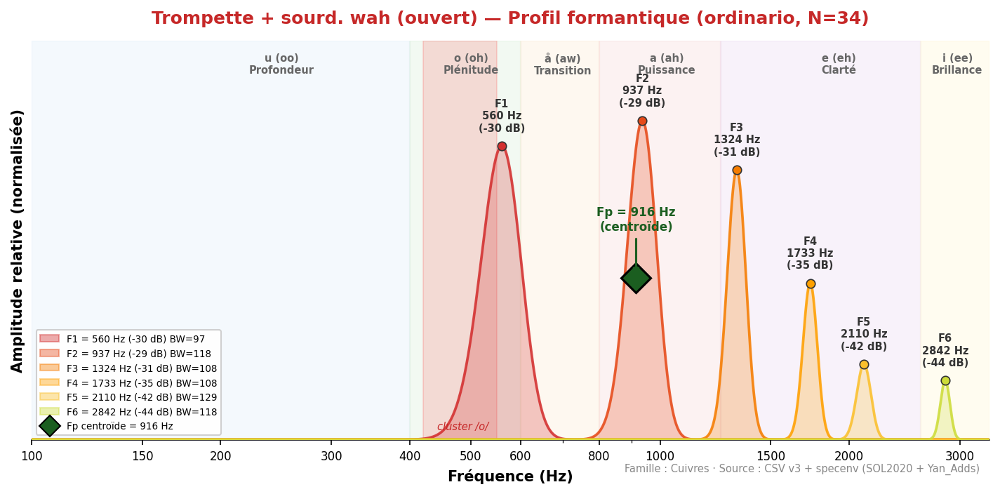 Trompette + sourd. wah (ouvert) — Profil formantique (ordinario, N=34)
u (oo)
Profondeur
o (oh)
Plénitude
å (aw)
Transition
a (ah)
Puissance
e (eh)
Clarté
i (ee)
Brillance
F1
560 Hz
(-30 dB)
F2
937 Hz
(-29 dB)
F3
1324 Hz
(-31 dB)
F4
1733 Hz
(-35 dB)
F5
2110 Hz
(-42 dB)
F6
2842 Hz
(-44 dB)
Fp = 916 Hz
(centroïde)
cluster /o/
F1 = 560 Hz (-30 dB) BW=97
F2 = 937 Hz (-29 dB) BW=118
F3 = 1324 Hz (-31 dB) BW=108
F4 = 1733 Hz (-35 dB) BW=108
F5 = 2110 Hz (-42 dB) BW=129
F6 = 2842 Hz (-44 dB) BW=118
Fp centroïde = 916 Hz
Amplitude relative (normalisée)
100 150 200 300 400 500 600 800 1000 1500 2000 3000
Fréquence (Hz)
Famille : Cuivres · Source : CSV v3 + specenv (SOL2020 + Yan_Adds)